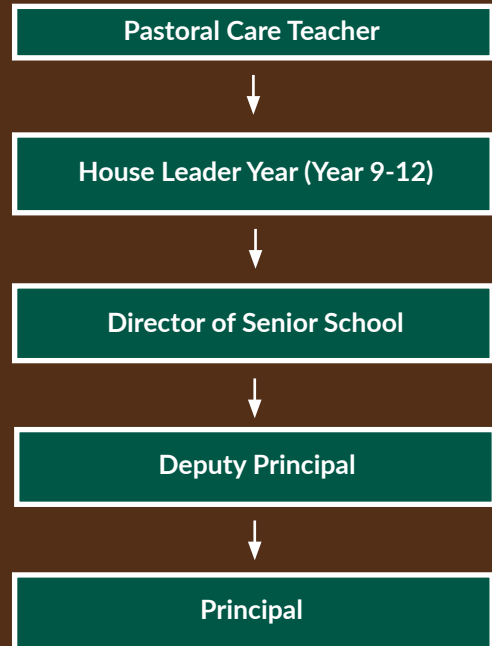 Pastoral Care Teacher
House Leader Year (Year 9-12)
Director of Senior School
Deputy Principal
Principal